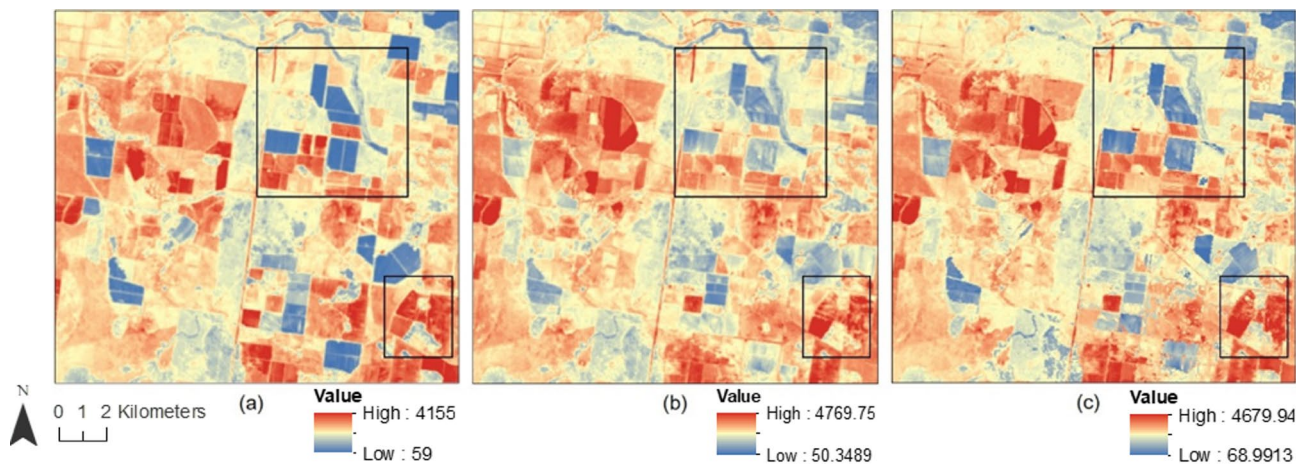 N
0 1 2 Kilometers
(a)
Value
High : 4155
Low : 59
(b)
Value
High : 4769.75
Low : 50.3489
(c)
Value
High : 4679.94
Low : 68.9913